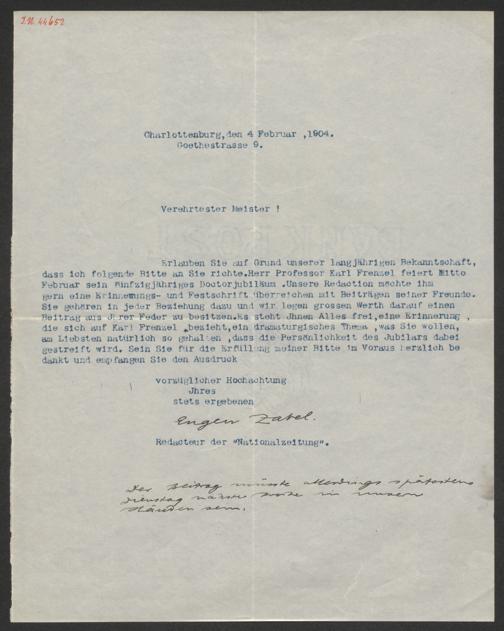 I.N. 44652
Charlottenburg,den 4 Februar ,1904.
Goethestrasse 9.
Verehrtester Meister !
Erlauben Sie auf Grund unserer langjährigen Bekanntschaft,
dass ich folgende Bitte an Sie richte.Herr Professor Karl Frenzel feiert Mitte
Februar sein fünfzigjähriges Doctorjubiläum .Unsere Redaction möchte ihm
gern eine Erinnerungs- und Festschrift überreichen mit Beiträgen seiner Freunde.
Sie gehören in jeder Beziehung dazu und wir legen grossen Werth darauf einen
Beitrag aus Jhrer Feder zu besitzen.Es steht Jhnen Alles frei,eine Erinnerung ,
die sich auf Karl Frenzel ,bezieht,ein dramaturgisches Thema ,was Sie wollen,
am Liebsten natürlich so gehalten ,dass die Persönlichkeit des Jubilars dabei
gestreift wird. Sein Sie für die Erfüllung meiner Bitte im Voraus herzlich be
dankt und empfangen Sie den Ausdruck
vorzüglicher Hochachtung
Jhres
stets ergebenen
Eugen Zabel.
Redacteur der "Nationalzeitung".
Der Beitrag müsste allerdings spätestens
Dienstag nächster Woche in unseren
Händen sein.